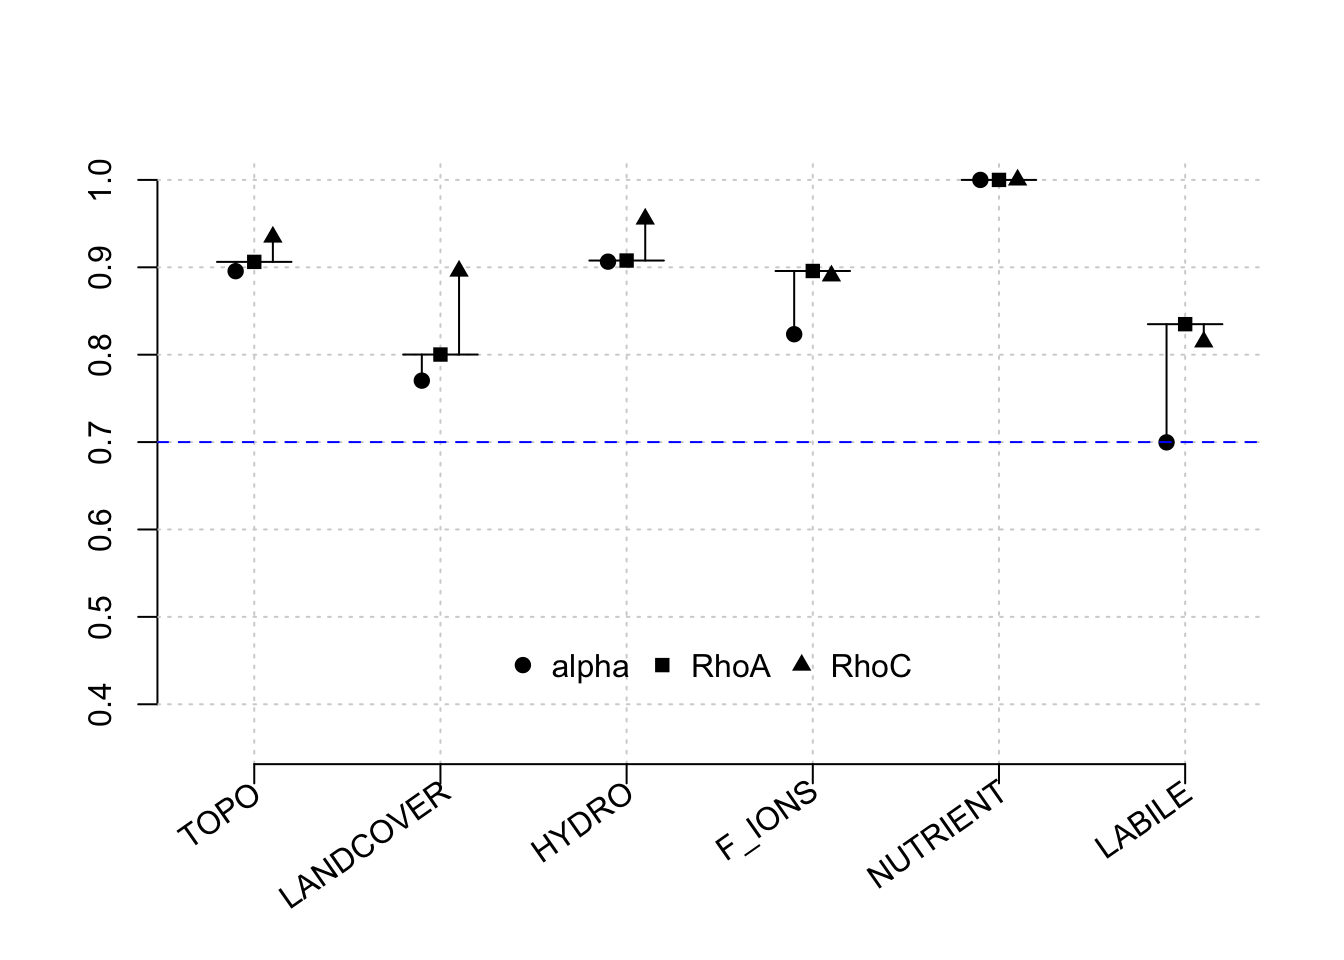 1.0
0.9
0.8
0.7
0.6
0.5
0.4
alpha RhoA RhoC
TOPO
LANDCOVER
HYDRO
F_IONS
NUTRIENT
LABILE